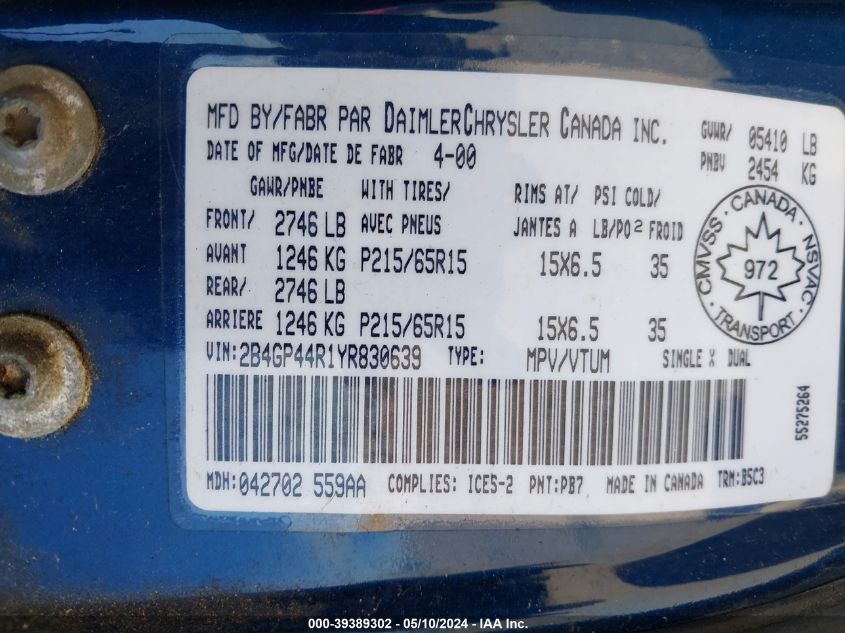 MFD BY/FABR PAR DAIMLERCHRYSLER CANADA INC. GVWR/ 05410 LB
DATE OF MFG/DATE DE FABR 4-00 PNBV 2454 KG
GAWR/PNBE WITH TIRES/ RIMS AT/ PSI COLD/
FRONT/ 2746 LB AVEC PNEUS JANTES A LB/PO2 FROID
AVANT 1246 KG P215/65R15 15X6.5 35
REAR/ 2746 LB
ARRIERE 1246 KG P215/65R15 15X6.5 35
CMVSS · CANADA · NSVAC · TRANSPORT ·
972
VIN:2B4GP44R1YR830639 TYPE: MPV/VTUM SINGLE X DUAL
55275264
MDH:042702 559AA COMPLIES: ICES-2 PNT:PB7 MADE IN CANADA TRM:B5C3
000-39389302 - 05/10/2024 - IAA Inc.